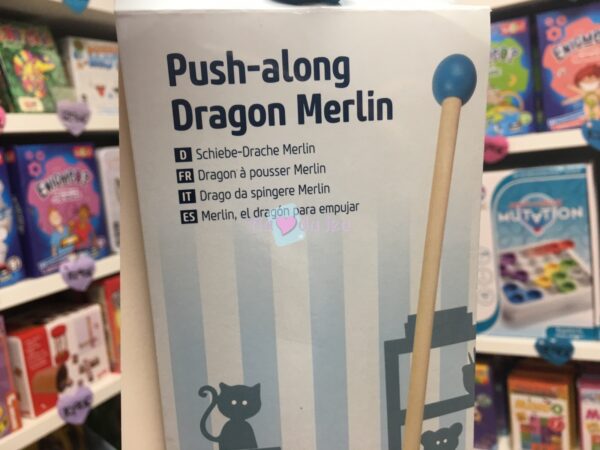 Push-along
Dragon Merlin
D Schiebe-Drache Merlin
FR Dragon à pousser Merlin
IT Drago da spingere Merlin
ES Merlin, el dragón para empujar
MUTATION